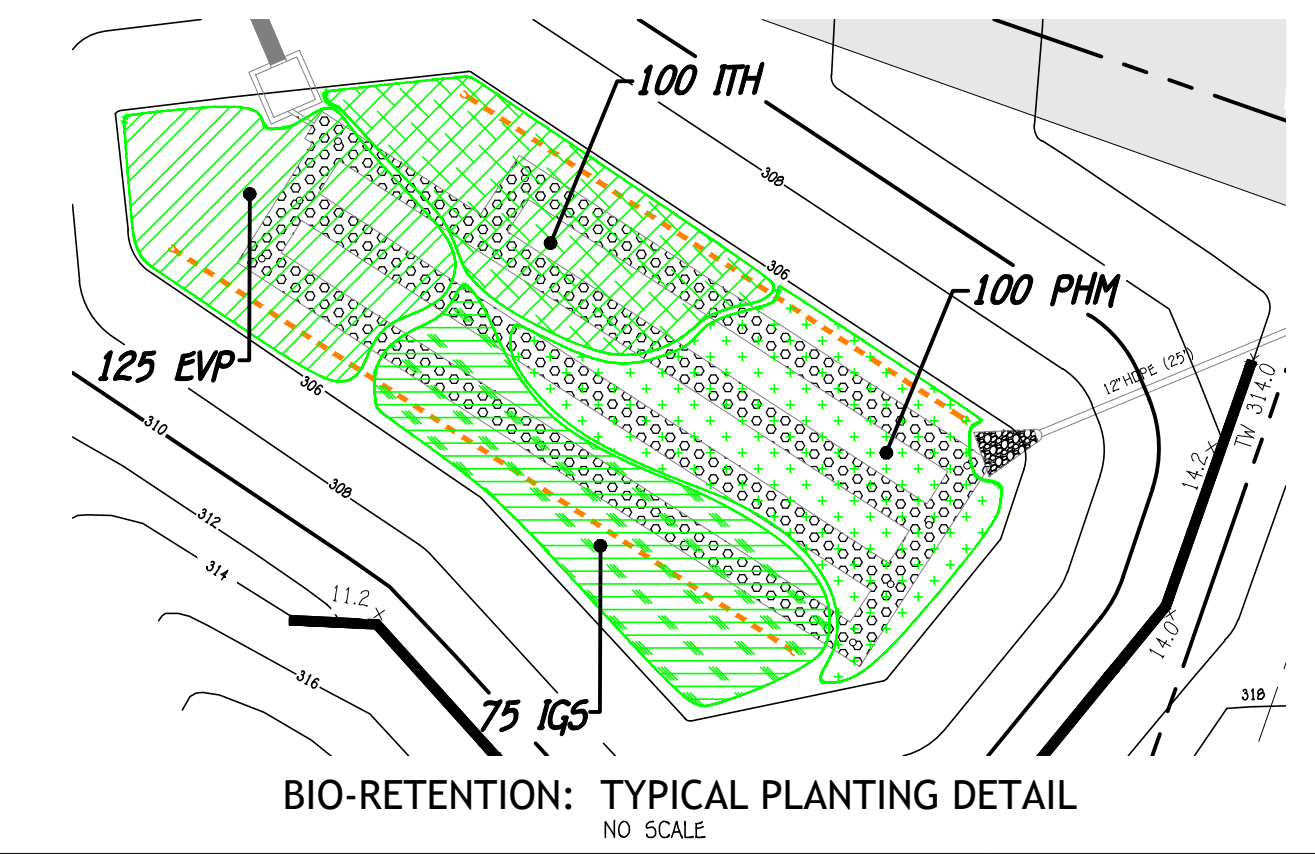 100 ITH
308
306
100 PHM
12"HDPE (25')
TW 314.0
14.2
125 EVP
306
310
308
312
314
11.2
14.0
316
318
75 IGS
BIO-RETENTION: TYPICAL PLANTING DETAIL
NO SCALE